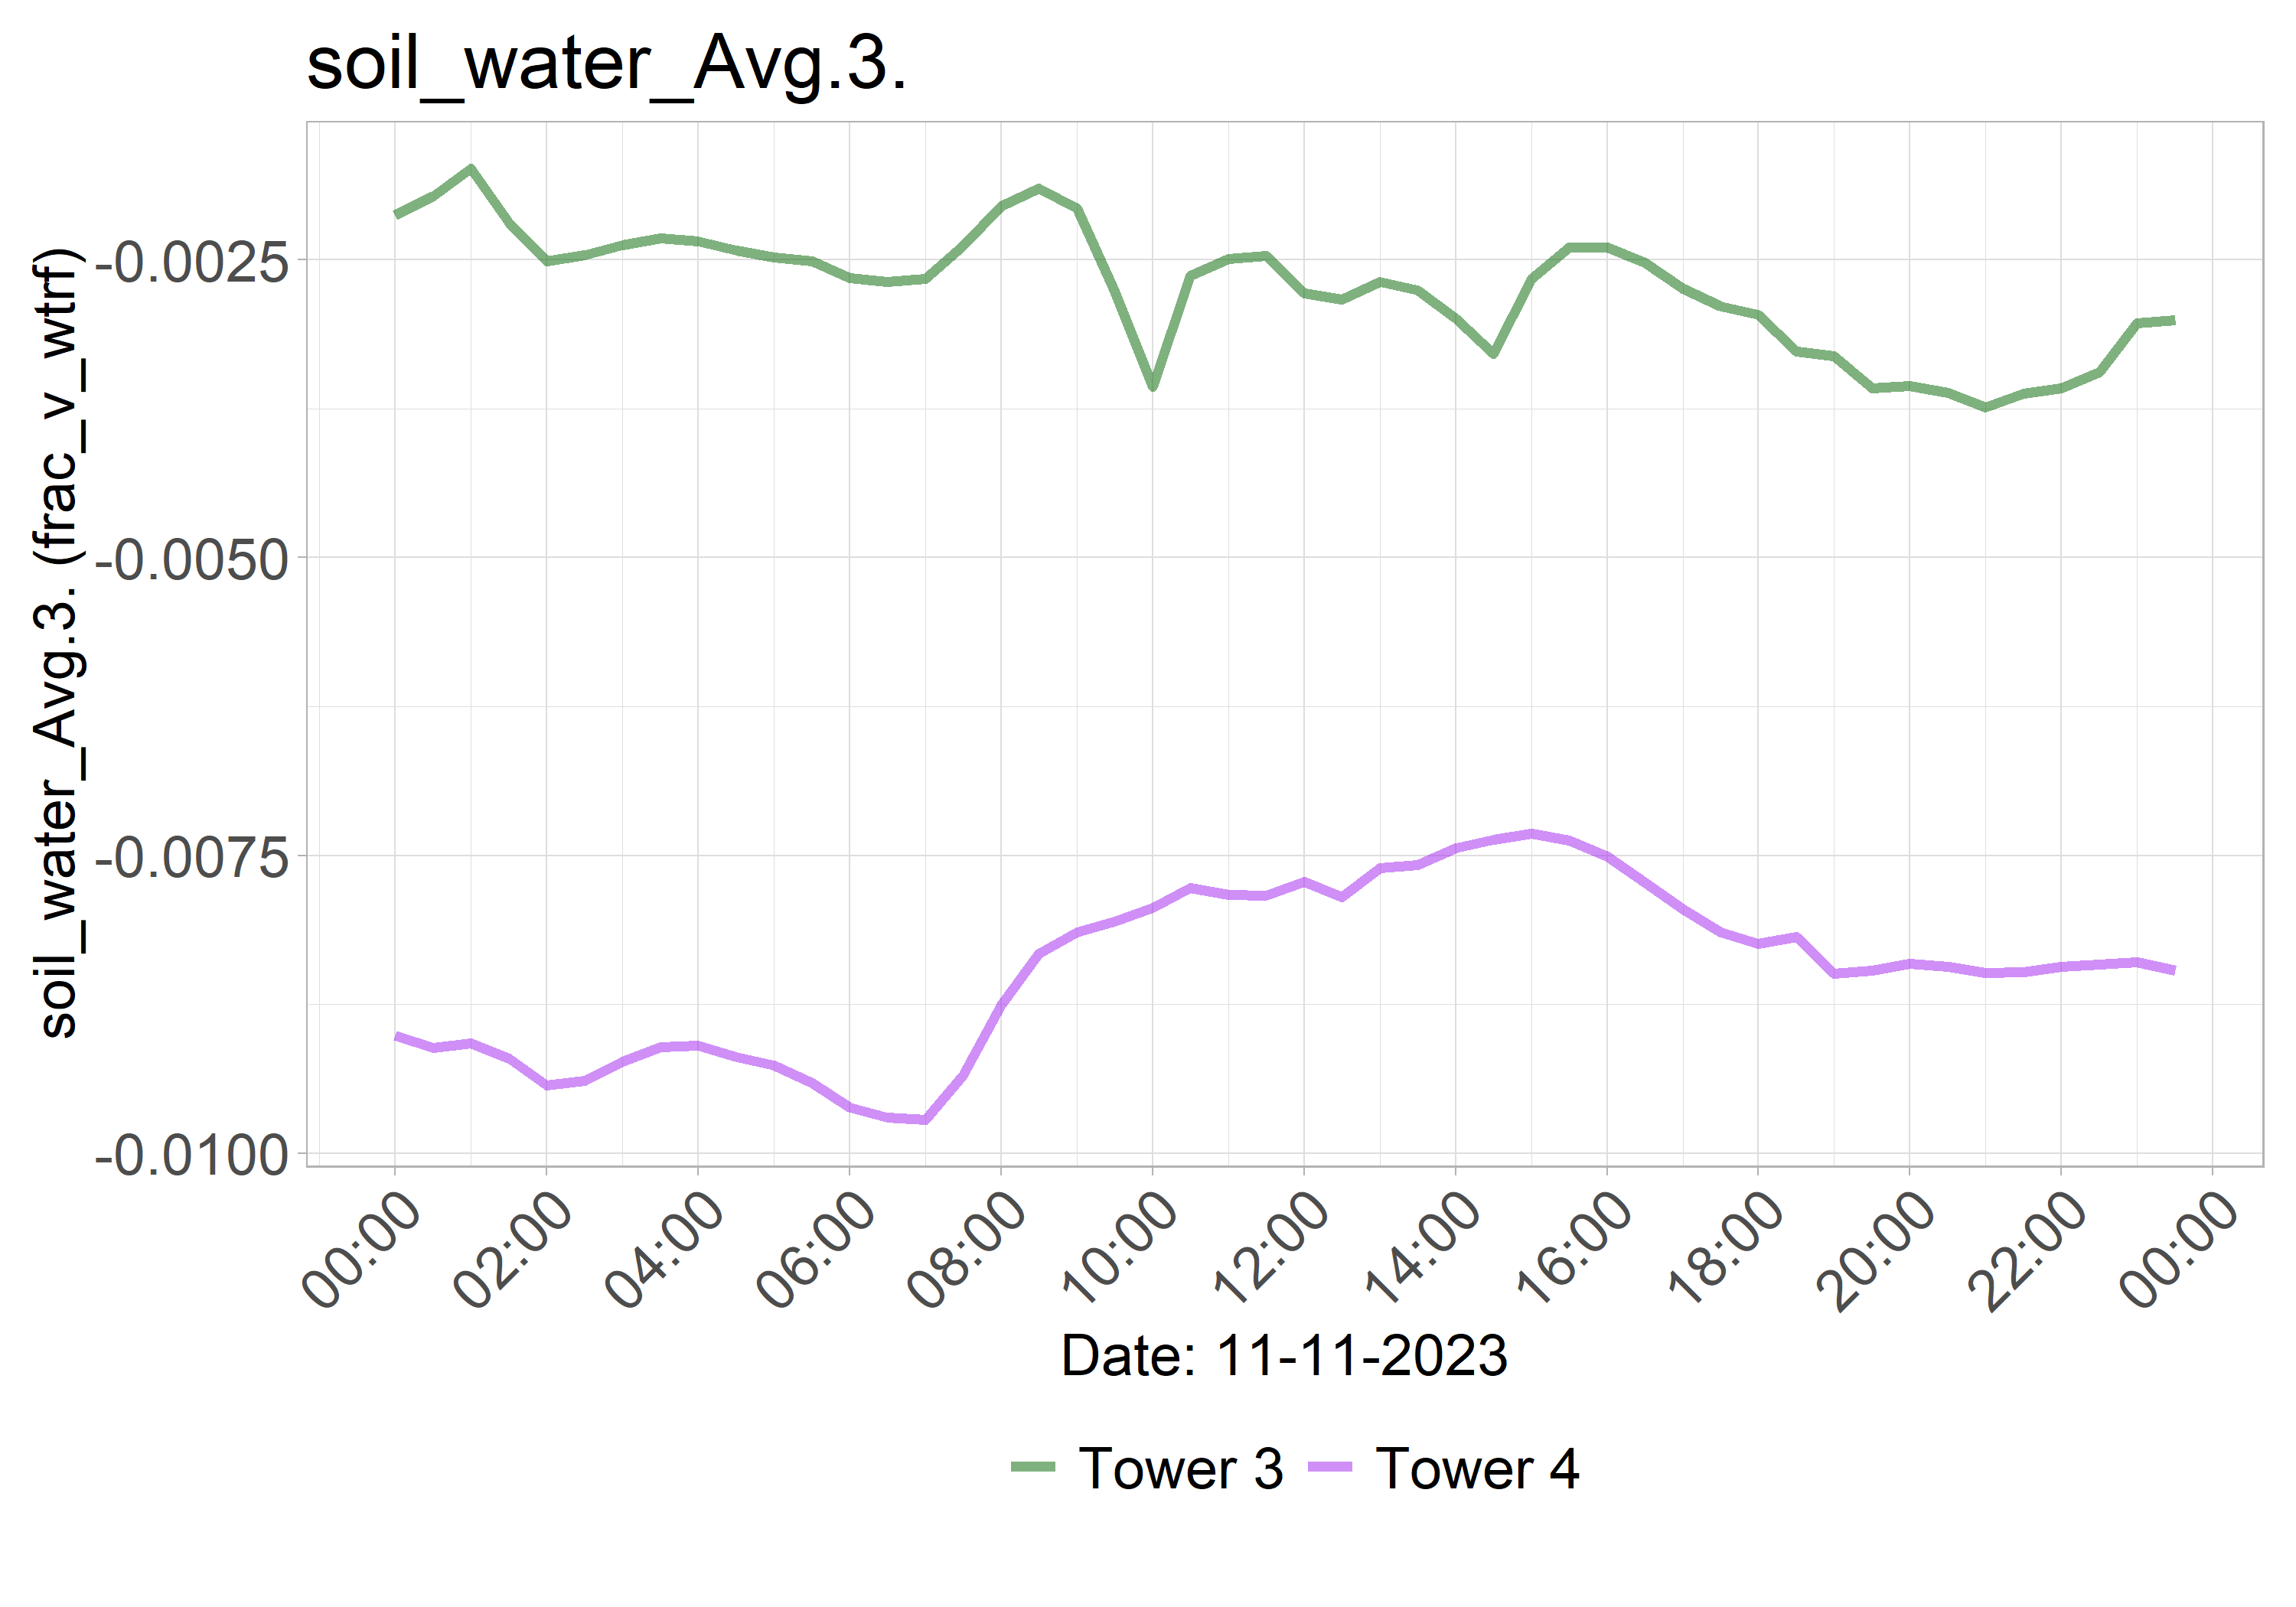 soil_water_Avg.3.
soil_water_Avg.3. (frac_v_wtrf)
-0.0025
-0.0050
-0.0075
-0.0100
00:00 02:00 04:00 06:00 08:00 10:00 12:00 14:00 16:00 18:00 20:00 22:00 00:00
Date: 11-11-2023
Tower 3 Tower 4